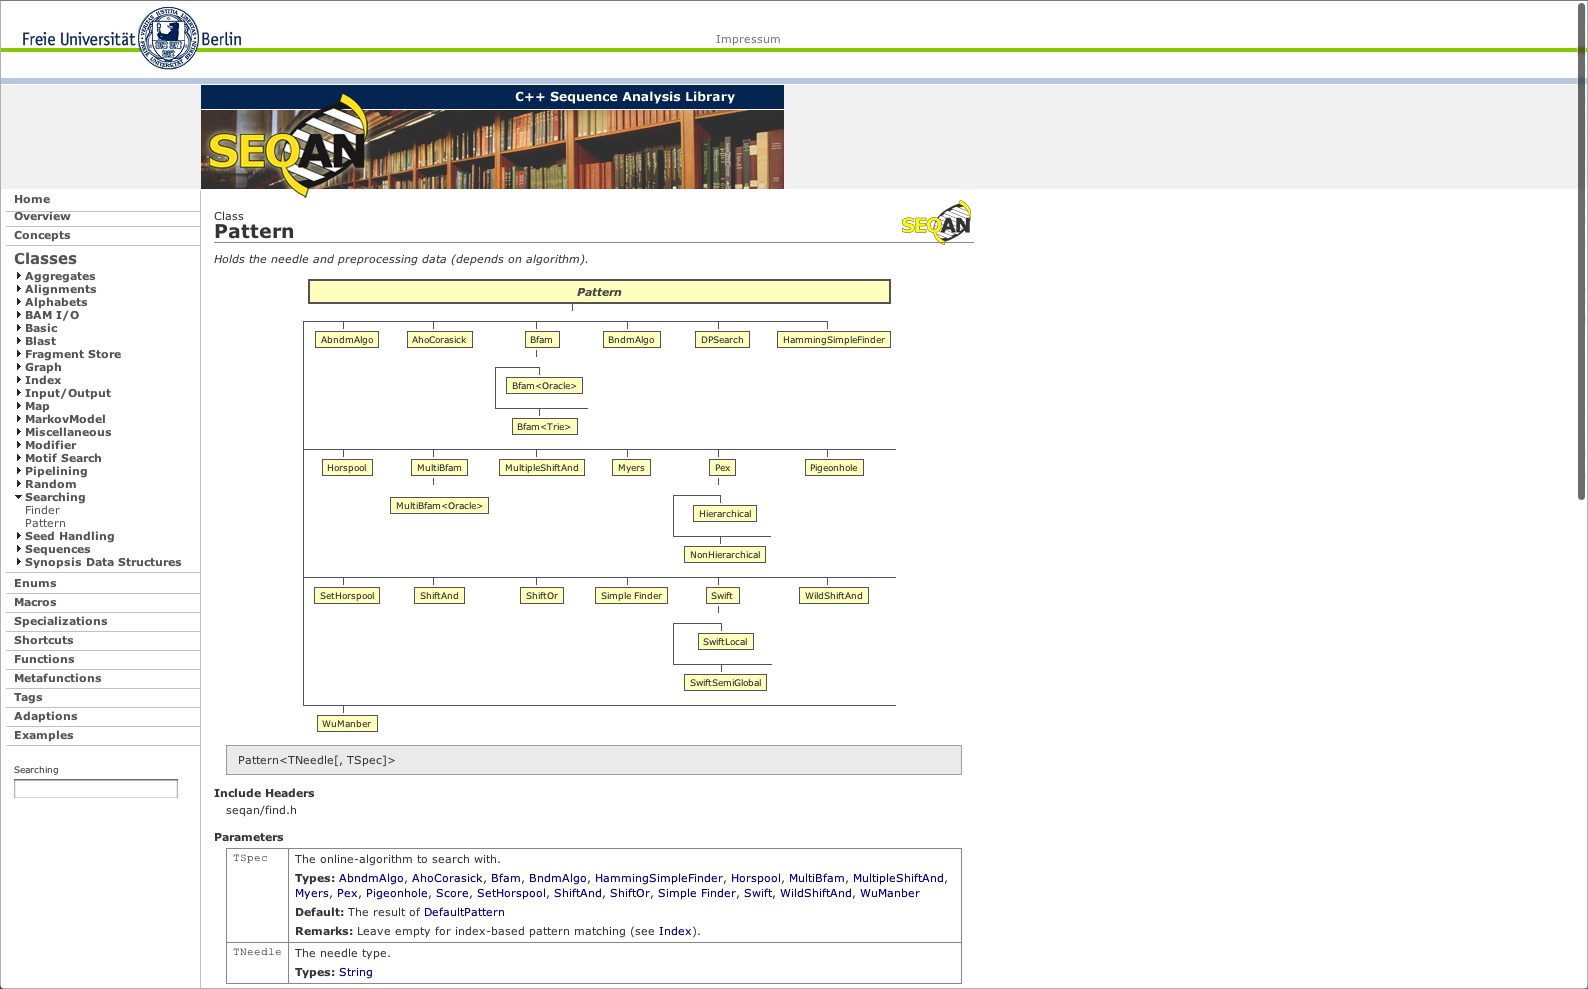 Freie Universität Berlin
Impressum
C++ Sequence Analysis Library
SEQAN
Home
Overview
Concepts
Classes
Aggregates
Alignments
Alphabets
BAM I/O
Basic
Blast
Fragment Store
Graph
Index
Input/Output
Map
MarkovModel
Miscellaneous
Modifier
Motif Search
Pipelining
Random
Searching
Finder
Pattern
Seed Handling
Sequences
Synopsis Data Structures
Enums
Macros
Specializations
Shortcuts
Functions
Metafunctions
Tags
Adaptions
Examples
Searching
Class
Pattern
SEQAN
Holds the needle and preprocessing data (depends on algorithm).
Pattern
AbndmAlgo AhoCorasick Bfam BndmAlgo DPSearch HammingSimpleFinder
Bfam<Oracle>
Bfam<Trie>
Horspool MultiBfam MultipleShiftAnd Myers Pex Pigeonhole
MultiBfam<Oracle>
Hierarchical
NonHierarchical
SetHorspool ShiftAnd ShiftOr Simple Finder Swift WildShiftAnd
SwiftLocal
SwiftSemiGlobal
WuManber
Pattern<TNeedle[, TSpec]>
Include Headers
seqan/find.h
Parameters
TSpec The online-algorithm to search with.
Types: AbndmAlgo, AhoCorasick, Bfam, BndmAlgo, HammingSimpleFinder, Horspool, MultiBfam, MultipleShiftAnd,
Myers, Pex, Pigeonhole, Score, SetHorspool, ShiftAnd, ShiftOr, Simple Finder, Swift, WildShiftAnd, WuManber
Default: The result of DefaultPattern
Remarks: Leave empty for index-based pattern matching (see Index).
TNeedle The needle type.
Types: String